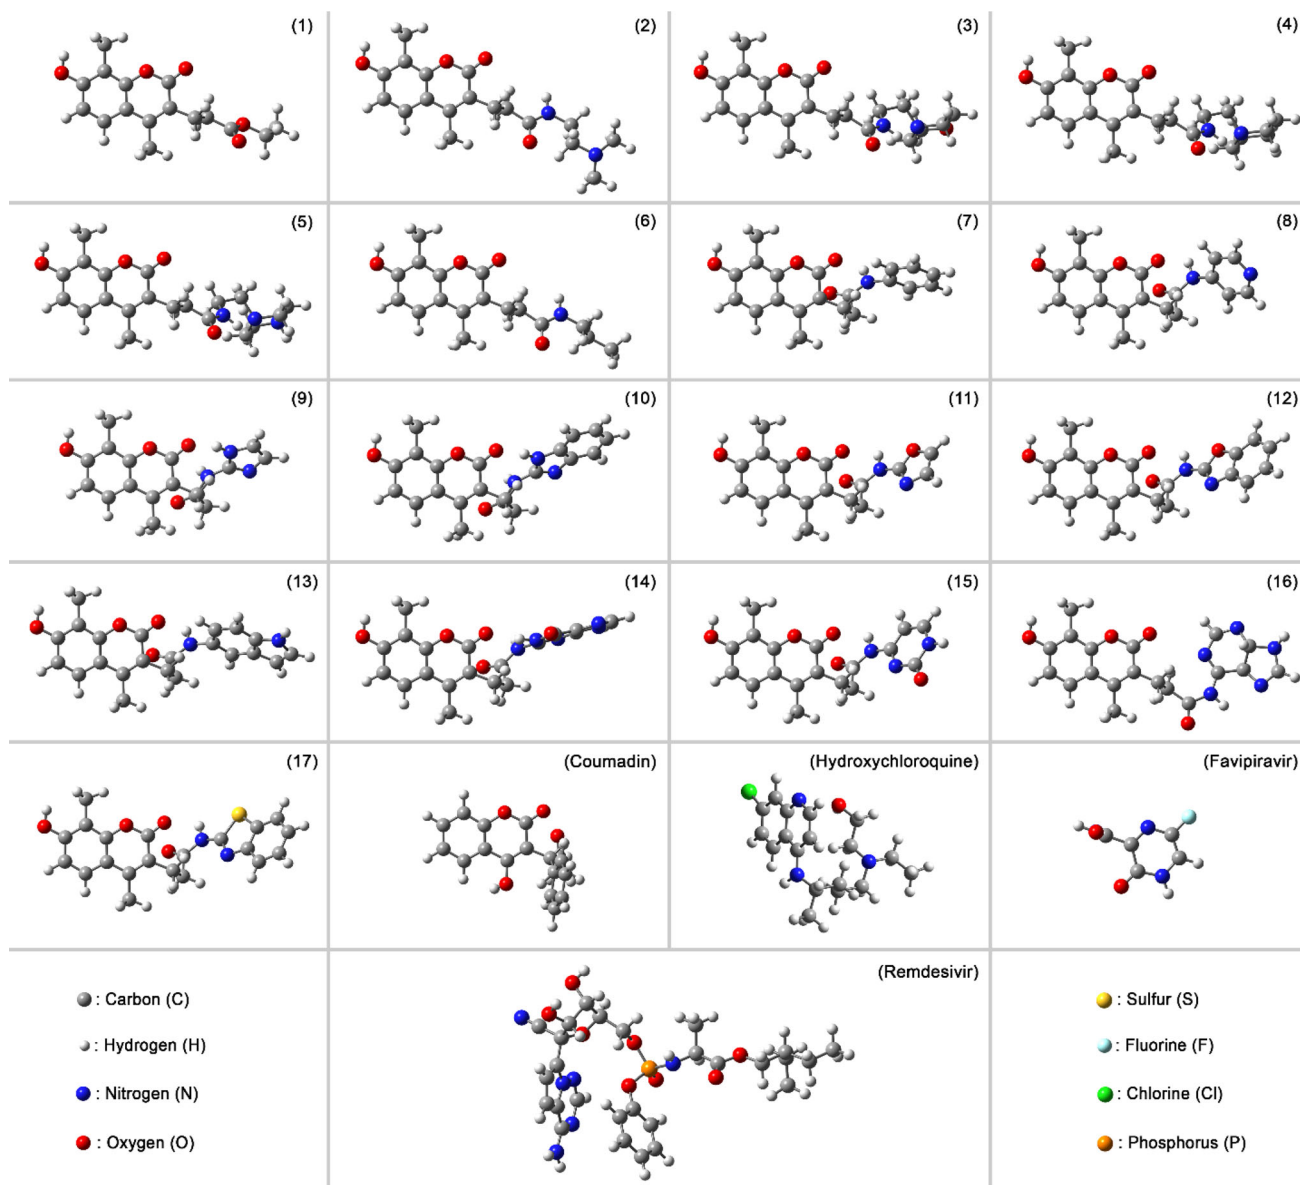 (1)
(2)
(3)
(4)
(5)
(6)
(7)
(8)
(9)
(10)
(11)
(12)
(13)
(14)
(15)
(16)
(17)
(Coumadin)
(Hydroxychloroquine)
(Favipiravir)
(Remdesivir)
: Carbon (C)
: Hydrogen (H)
: Nitrogen (N)
: Oxygen (O)
: Sulfur (S)
: Fluorine (F)
: Chlorine (Cl)
: Phosphorus (P)